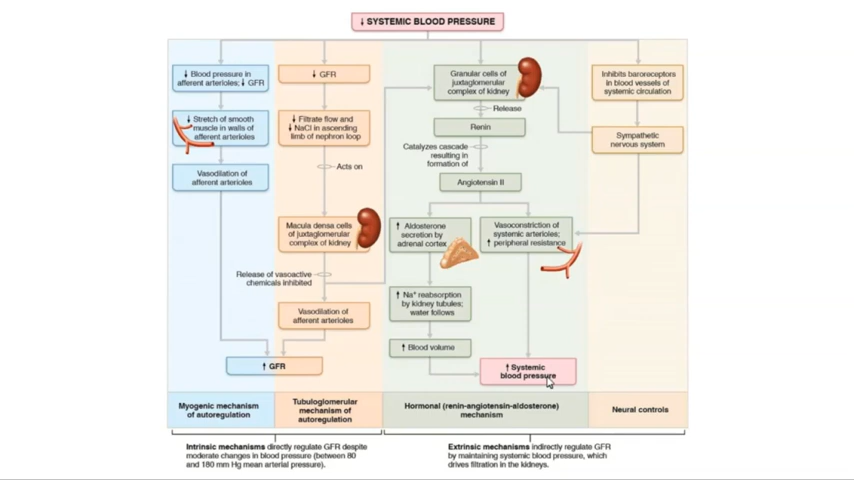 ↓ SYSTEMIC BLOOD PRESSURE
↓ Blood pressure in
afferent arterioles; ↓ GFR
↓ Stretch of smooth
muscle in walls of
afferent arterioles
Vasodilation of
afferent arterioles
↓ GFR
↓ Filtrate flow and
↓ NaCl in ascending
limb of nephron loop
Acts on
Macula densa cells
of juxtaglomerular
complex of kidney
Release of vasoactive
chemicals inhibited
Vasodilation of
afferent arterioles
↑ GFR
Granular cells of
juxtaglomerular
complex of kidney
Release
Renin
Catalyzes cascade
resulting in
formation of
Angiotensin II
↑ Aldosterone
secretion by
adrenal cortex
Vasoconstriction of
systemic arterioles;
↑ peripheral resistance
↑ Na⁺ reabsorption
by kidney tubules;
water follows
↑ Blood volume
↑ Systemic
blood pressure
Inhibits baroreceptors
in blood vessels of
systemic circulation
Sympathetic
nervous system
Myogenic mechanism
of autoregulation
Tubuloglomerular
mechanism of
autoregulation
Hormonal (renin-angiotensin-aldosterone)
mechanism
Neural controls
Intrinsic mechanisms directly regulate GFR despite
moderate changes in blood pressure (between 80
and 180 mm Hg mean arterial pressure).
Extrinsic mechanisms indirectly regulate GFR
by maintaining systemic blood pressure, which
drives filtration in the kidneys.